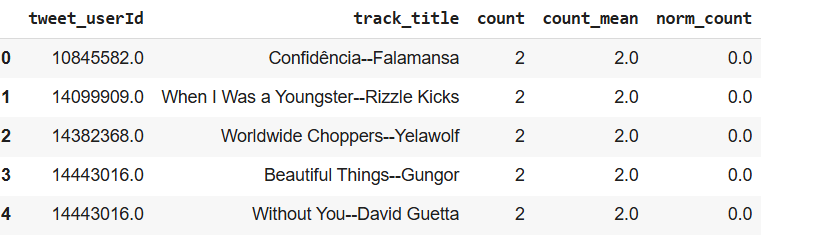 tweet_userId track_title count count_mean norm_count
0 10845582.0 Confidência--Falamansa 2 2.0 0.0
1 14099909.0 When I Was a Youngster--Rizzle Kicks 2 2.0 0.0
2 14382368.0 Worldwide Choppers--Yelawolf 2 2.0 0.0
3 14443016.0 Beautiful Things--Gungor 2 2.0 0.0
4 14443016.0 Without You--David Guetta 2 2.0 0.0